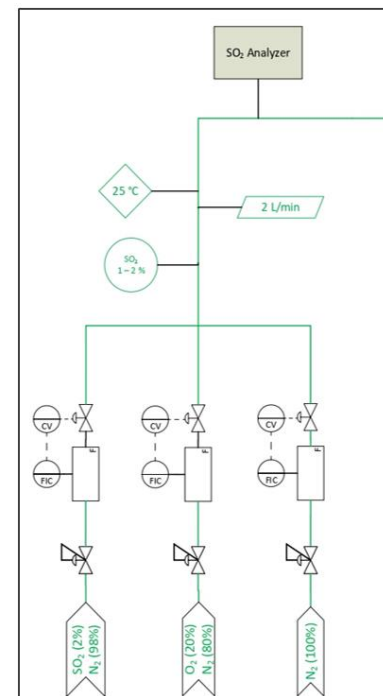 SO₂ Analyzer
25 °C
2 L/min
SO₂
1 – 2 %
CV
CV
CV
F
F
F
FIC
FIC
FIC
SO₂ (2%)
N₂ (98%)
O₂ (20%)
N₂ (80%)
N₂ (100%)